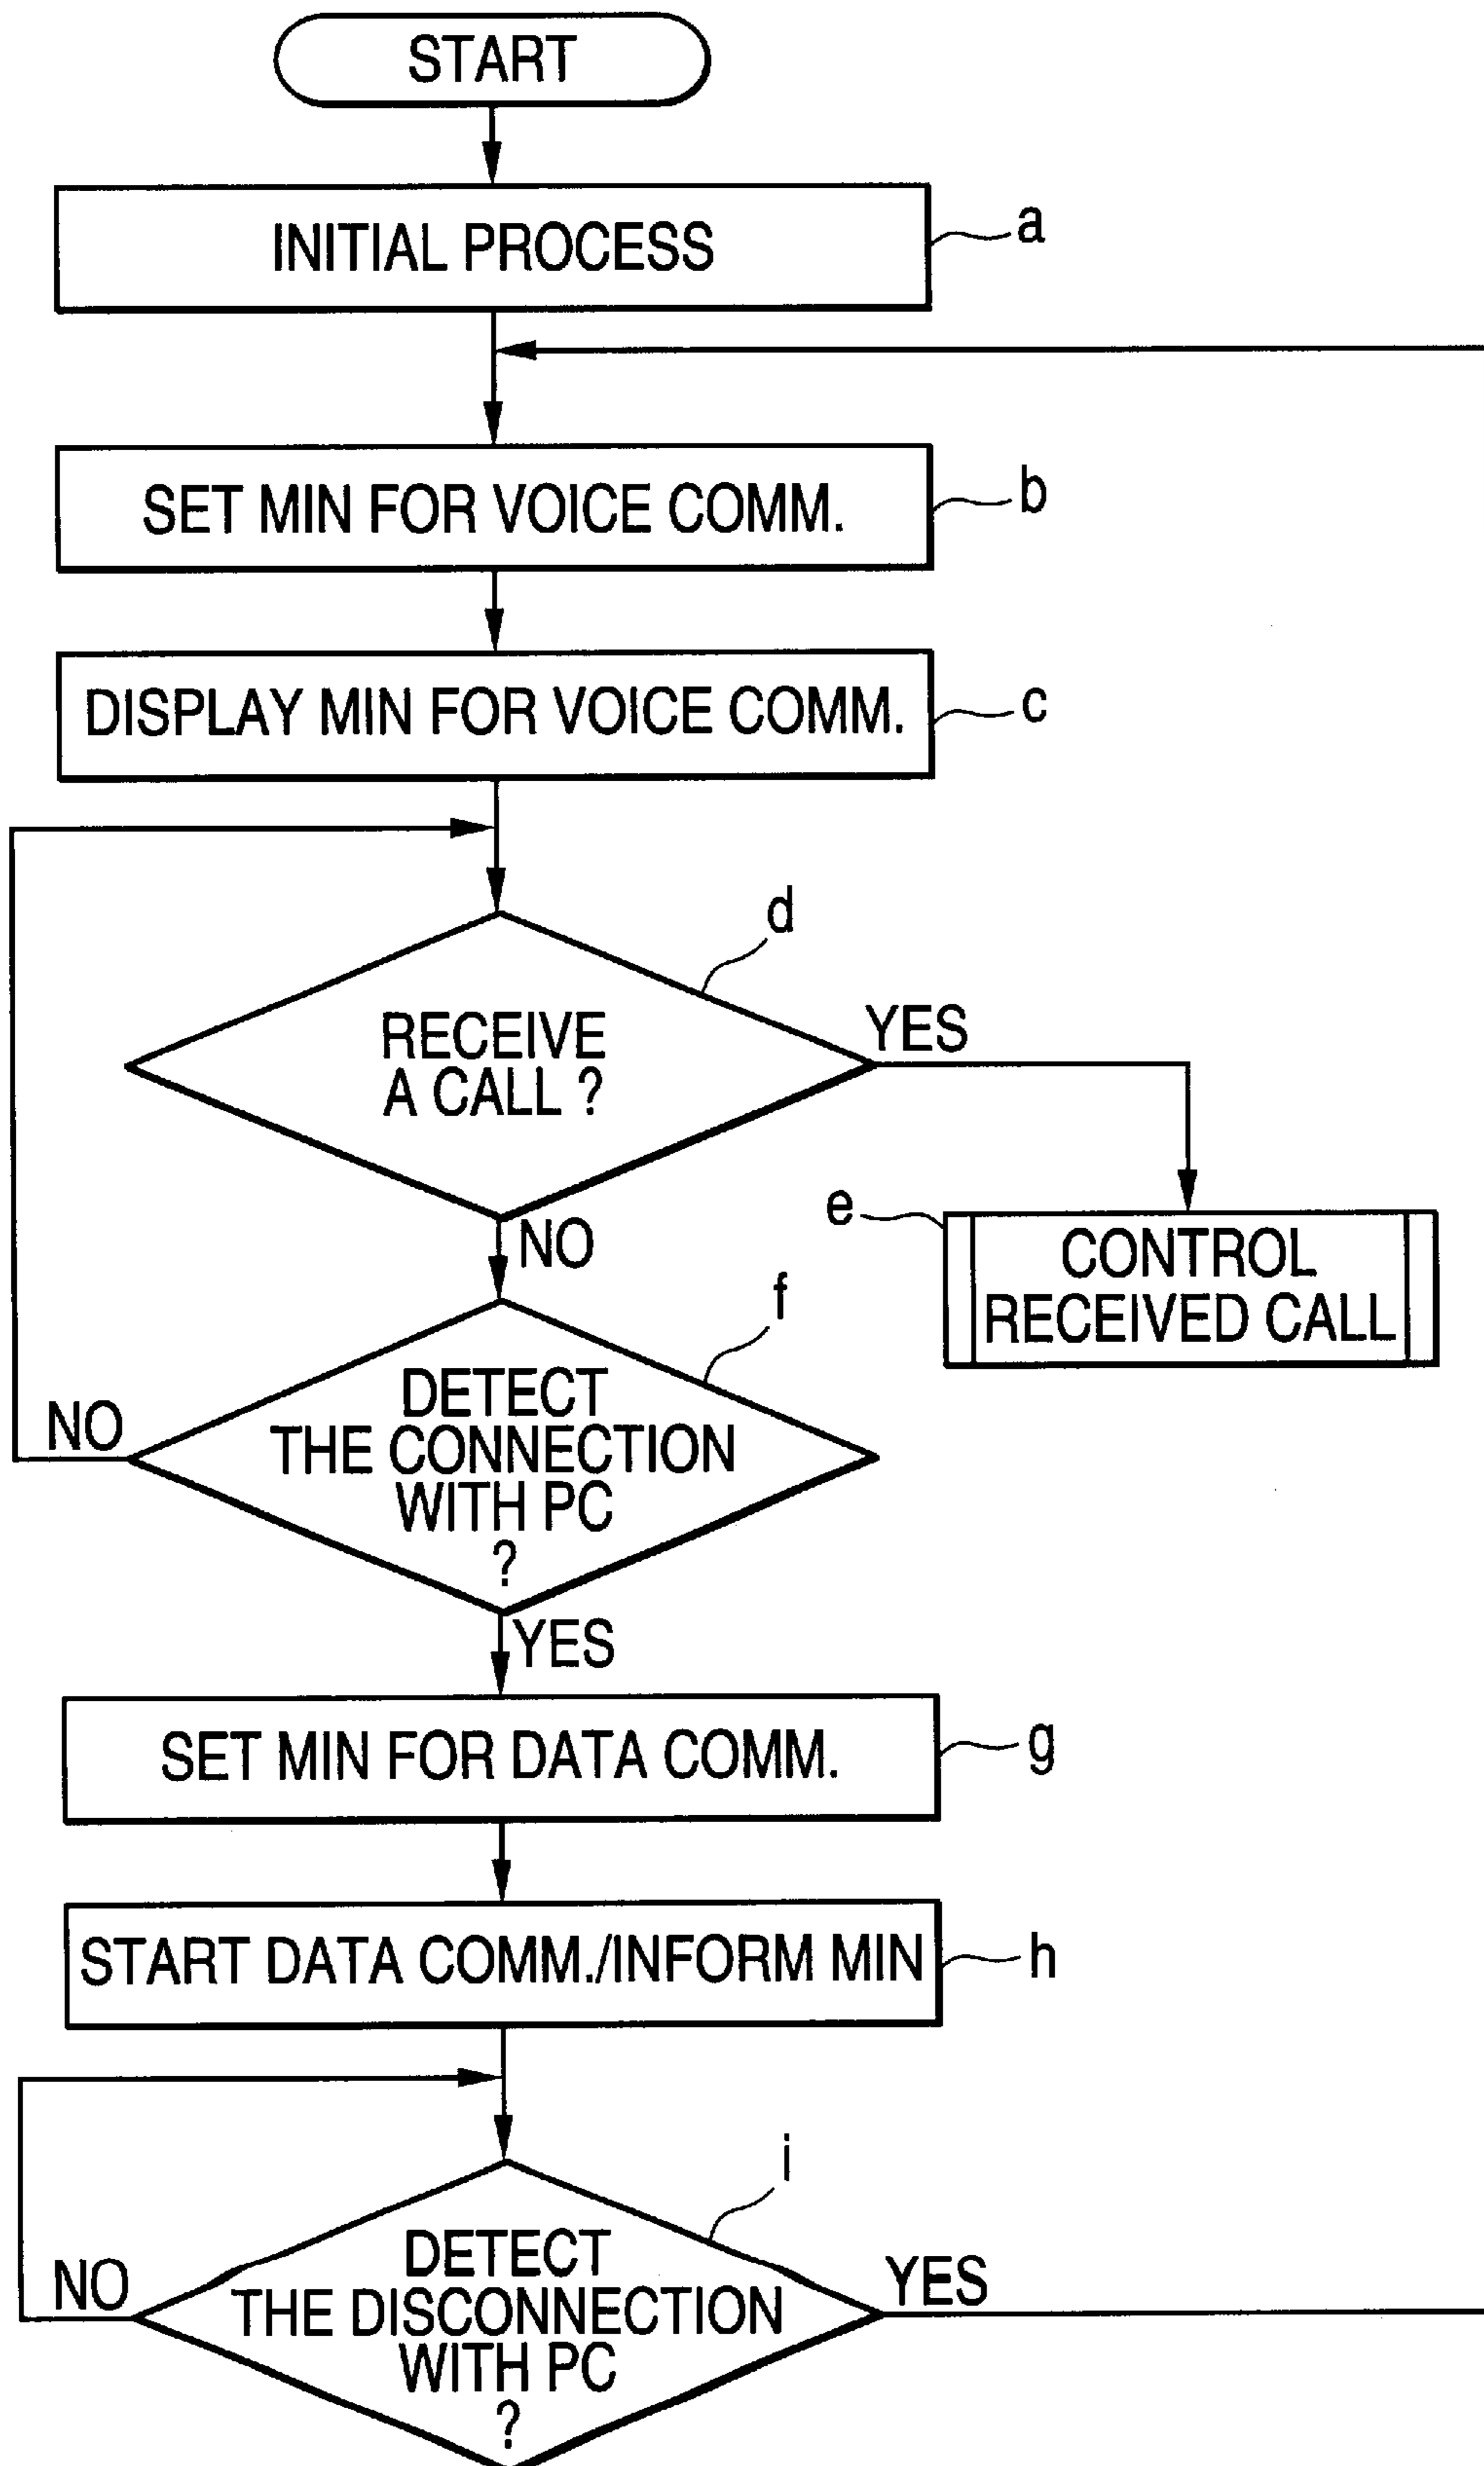 START
INITIAL PROCESS
a
SET MIN FOR VOICE COMM.
b
DISPLAY MIN FOR VOICE COMM.
c
d
RECEIVE
A CALL ?
YES
NO
e
CONTROL
RECEIVED CALL
f
DETECT
THE CONNECTION
WITH PC
?
NO
YES
SET MIN FOR DATA COMM.
g
START DATA COMM./INFORM MIN
h
i
DETECT
THE DISCONNECTION
WITH PC
?
NO
YES